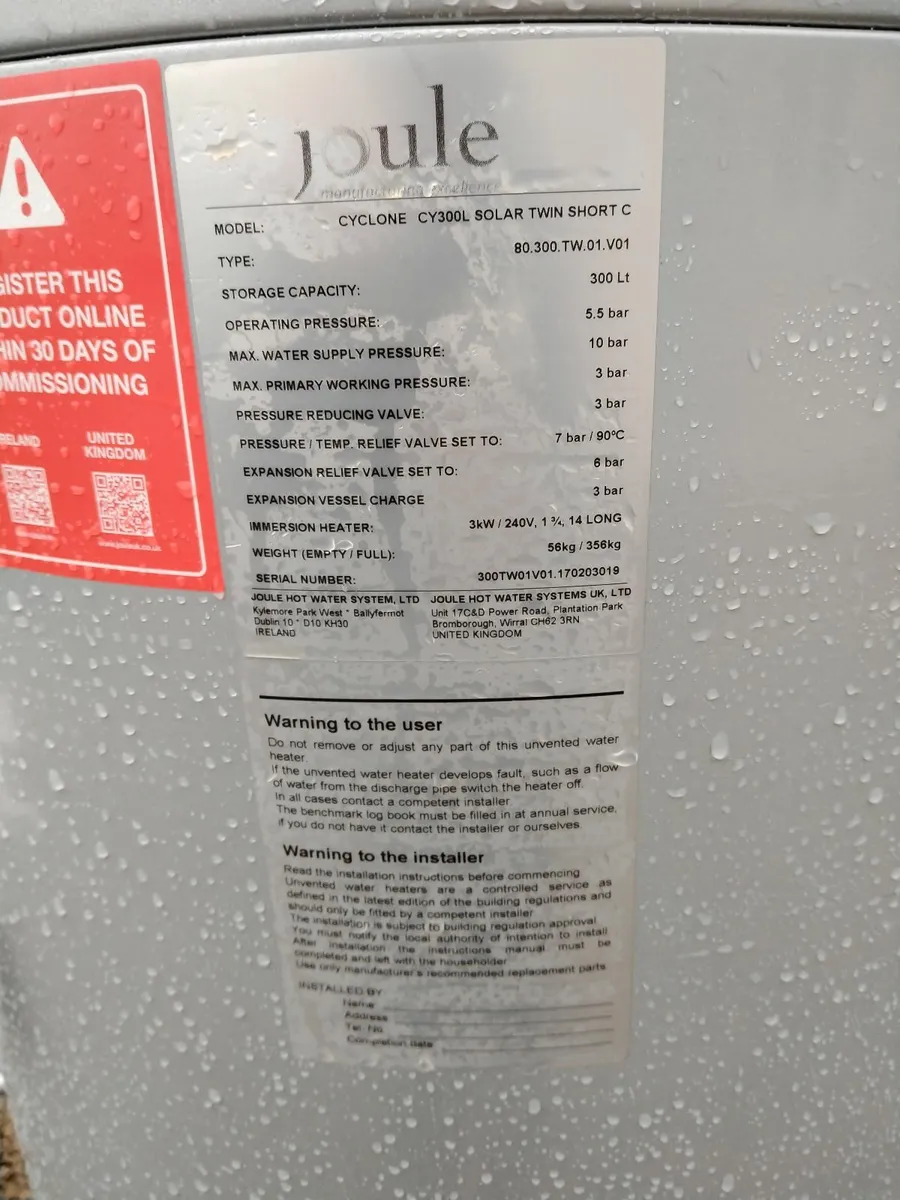 joule
manufacturing excellence
MODEL: CYCLONE CY300L SOLAR TWIN SHORT C
TYPE: 80.300.TW.01.V01
STORAGE CAPACITY: 300 Lt
OPERATING PRESSURE: 5.5 bar
MAX. WATER SUPPLY PRESSURE: 10 bar
MAX. PRIMARY WORKING PRESSURE: 3 bar
PRESSURE REDUCING VALVE: 3 bar
PRESSURE / TEMP. RELIEF VALVE SET TO: 7 bar / 90ºC
EXPANSION RELIEF VALVE SET TO: 6 bar
EXPANSION VESSEL CHARGE 3 bar
IMMERSION HEATER: 3kW / 240V, 1 ¾, 14 LONG
WEIGHT (EMPTY / FULL): 56kg / 356kg
SERIAL NUMBER: 300TW01V01.170203019
JOULE HOT WATER SYSTEM, LTD
Kylemore Park West * Ballyfermot
Dublin 10 * D10 KH30
IRELAND
JOULE HOT WATER SYSTEMS UK, LTD
Unit 17C&D Power Road, Plantation Park
Bromborough, Wirral CH62 3RN
UNITED KINGDOM
Warning to the user
Do not remove or adjust any part of this unvented water
heater
If the unvented water heater develops fault, such as a flow
of water from the discharge pipe switch the heater off.
In all cases contact a competent installer.
The benchmark log book must be filled in at annual service,
if you do not have it contact the installer or ourselves
Warning to the installer
Read the installation instructions before commencing
Unvented water heaters are a controlled service as
defined in the latest edition of the building regulations and
should only be fitted by a competent installer
The installation is subject to building regulation approval
You must notify the local authority of intention to install
After installation the instructions manual must be
completed and left with the householder
Use only manufacturer's recommended replacement parts
INSTALLED BY
Name
Address
Tel. No.
Completion date
GISTER THIS
DUCT ONLINE
HIN 30 DAYS OF
OMMISSIONING
RELAND
UNITED
KINGDOM
www.jouleuk.co.uk